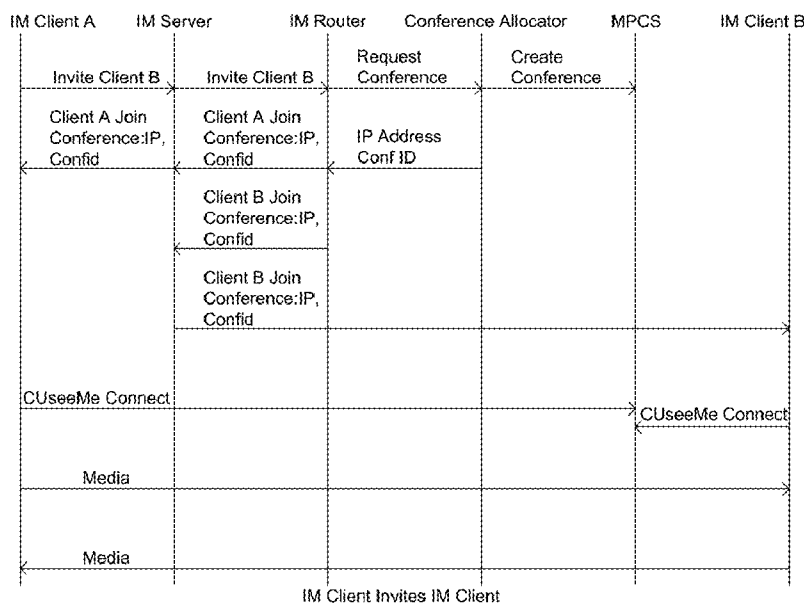 IM Client A IM Server IM Router Conference Allocator MPCS IM Client B
Invite Client B Invite Client B Request Conference Create Conference
Client A Join
Conference:IP,
Confid
Client A Join
Conference:IP,
Confid
IP Address
Conf ID
Client B Join
Conference:IP,
Confid
Client B Join
Conference:IP,
Confid
CUseeMe Connect
CUseeMe Connect
Media
Media
IM Client Invites IM Client